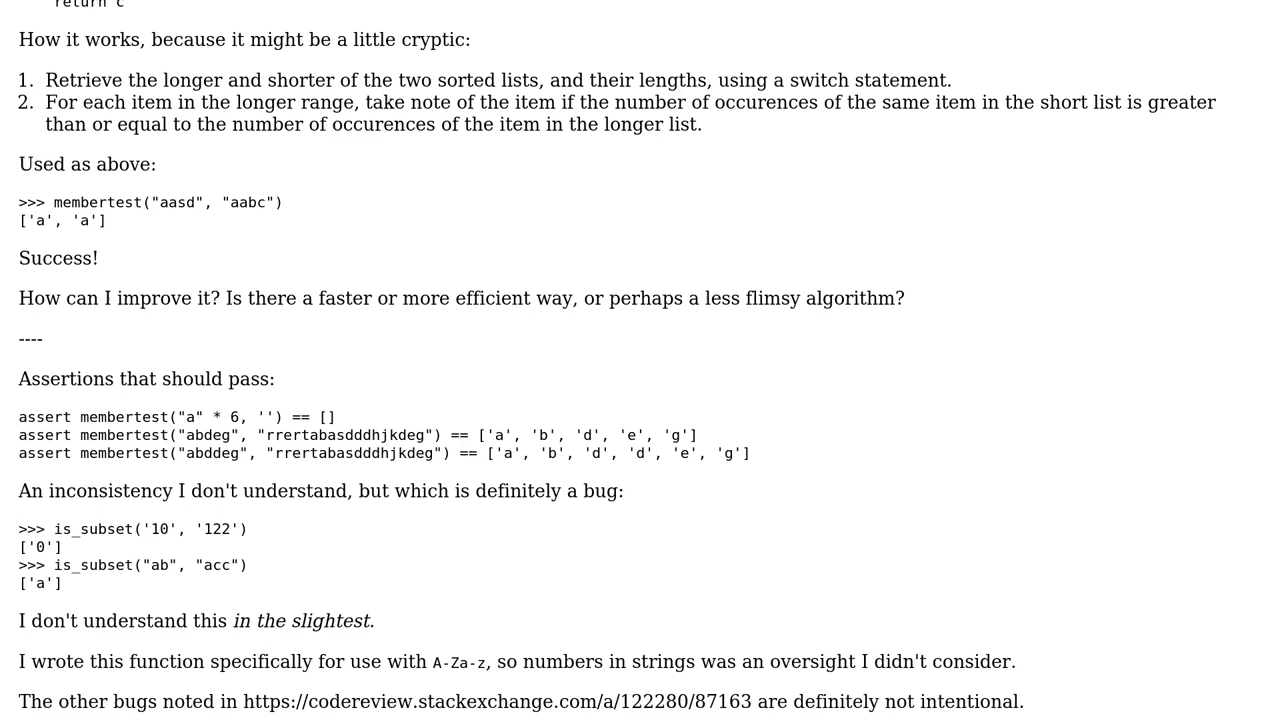 return c
How it works, because it might be a little cryptic:
1. Retrieve the longer and shorter of the two sorted lists, and their lengths, using a switch statement.
2. For each item in the longer range, take note of the item if the number of occurences of the same item in the short list is greater
than or equal to the number of occurences of the item in the longer list.
Used as above:
>>> membertest("aasd", "aabc")
['a', 'a']
Success!
How can I improve it? Is there a faster or more efficient way, or perhaps a less flimsy algorithm?
----
Assertions that should pass:
assert membertest("a" * 6, '') == []
assert membertest("abdeg", "rrertabasdddhjkdeg") == ['a', 'b', 'd', 'e', 'g']
assert membertest("abddeg", "rrertabasdddhjkdeg") == ['a', 'b', 'd', 'd', 'e', 'g']
An inconsistency I don't understand, but which is definitely a bug:
>>> is_subset('10', '122')
['0']
>>> is_subset("ab", "acc")
['a']
I don't understand this in the slightest.
I wrote this function specifically for use with A-Za-z, so numbers in strings was an oversight I didn't consider.
The other bugs noted in https://codereview.stackexchange.com/a/122280/87163 are definitely not intentional.